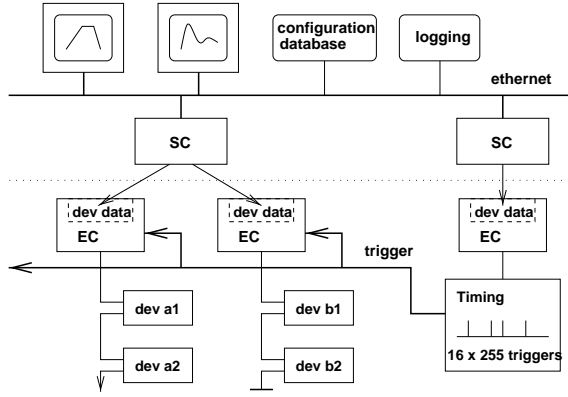 configuration
database
logging
ethernet
SC
SC
dev data
EC
dev data
EC
dev data
EC
trigger
dev a1
dev b1
Timing
dev a2
dev b2
16 x 255 triggers